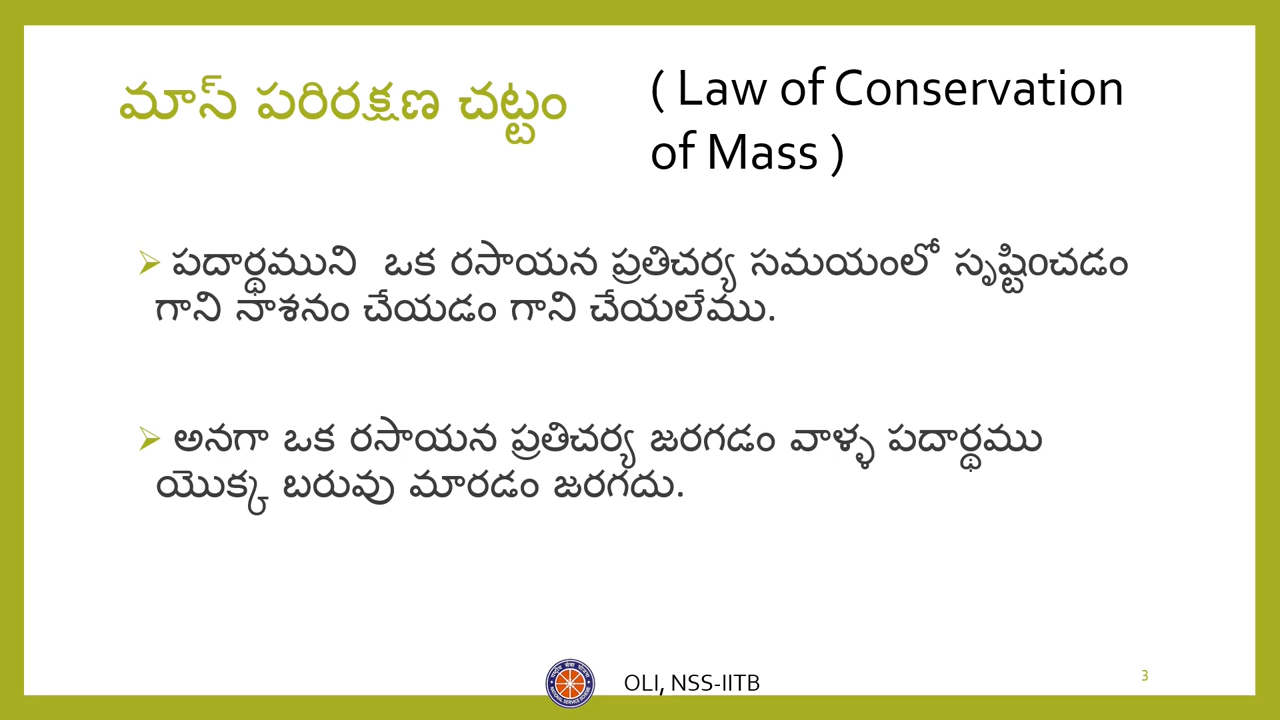 మాస్ పరిరక్షణ చట్టం
( Law of Conservation
of Mass )
పదార్థముని ఒక రసాయన ప్రతిచర్య సమయంలో సృష్టించడం
గాని నాశనం చేయడం గాని చేయలేము.
అనగా ఒక రసాయన ప్రతిచర్య జరగడం వాళ్ళ పదార్థము
యొక్క బరువు మారడం జరగదు.
OLI, NSS-IITB
3